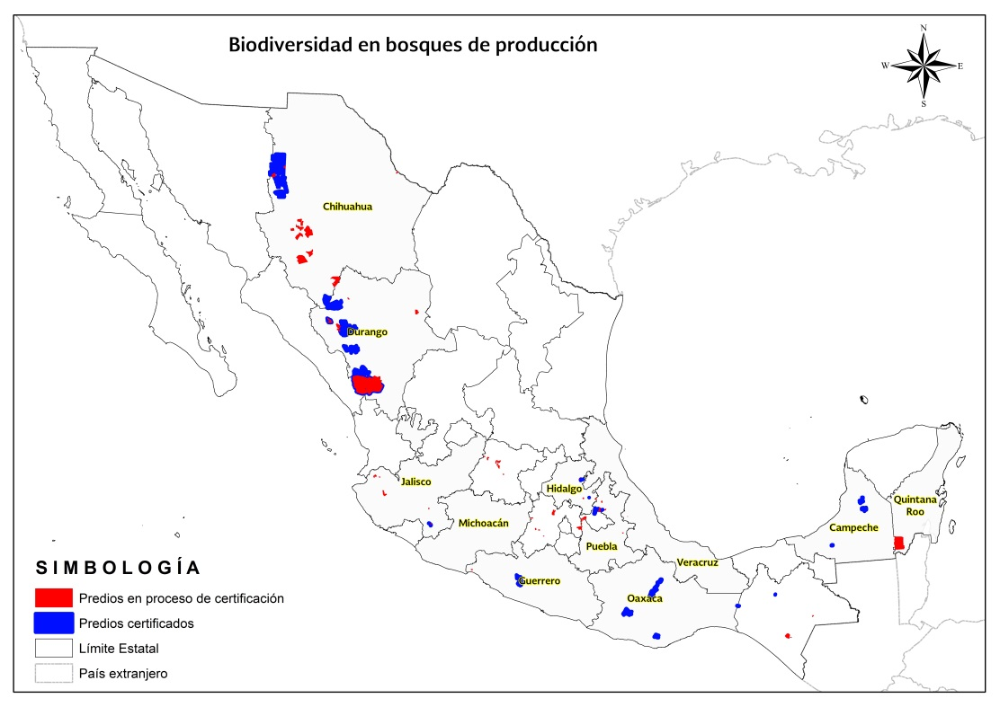 Biodiversidad en bosques de producción
N
W
E
S
Chihuahua
Durango
Jalisco
Hidalgo
Michoacán
Puebla
Veracruz
Guerrero
Oaxaca
Campeche
Quintana
Roo
SIMBOLOGÍA
Predios en proceso de certificación
Predios certificados
Límite Estatal
País extranjero